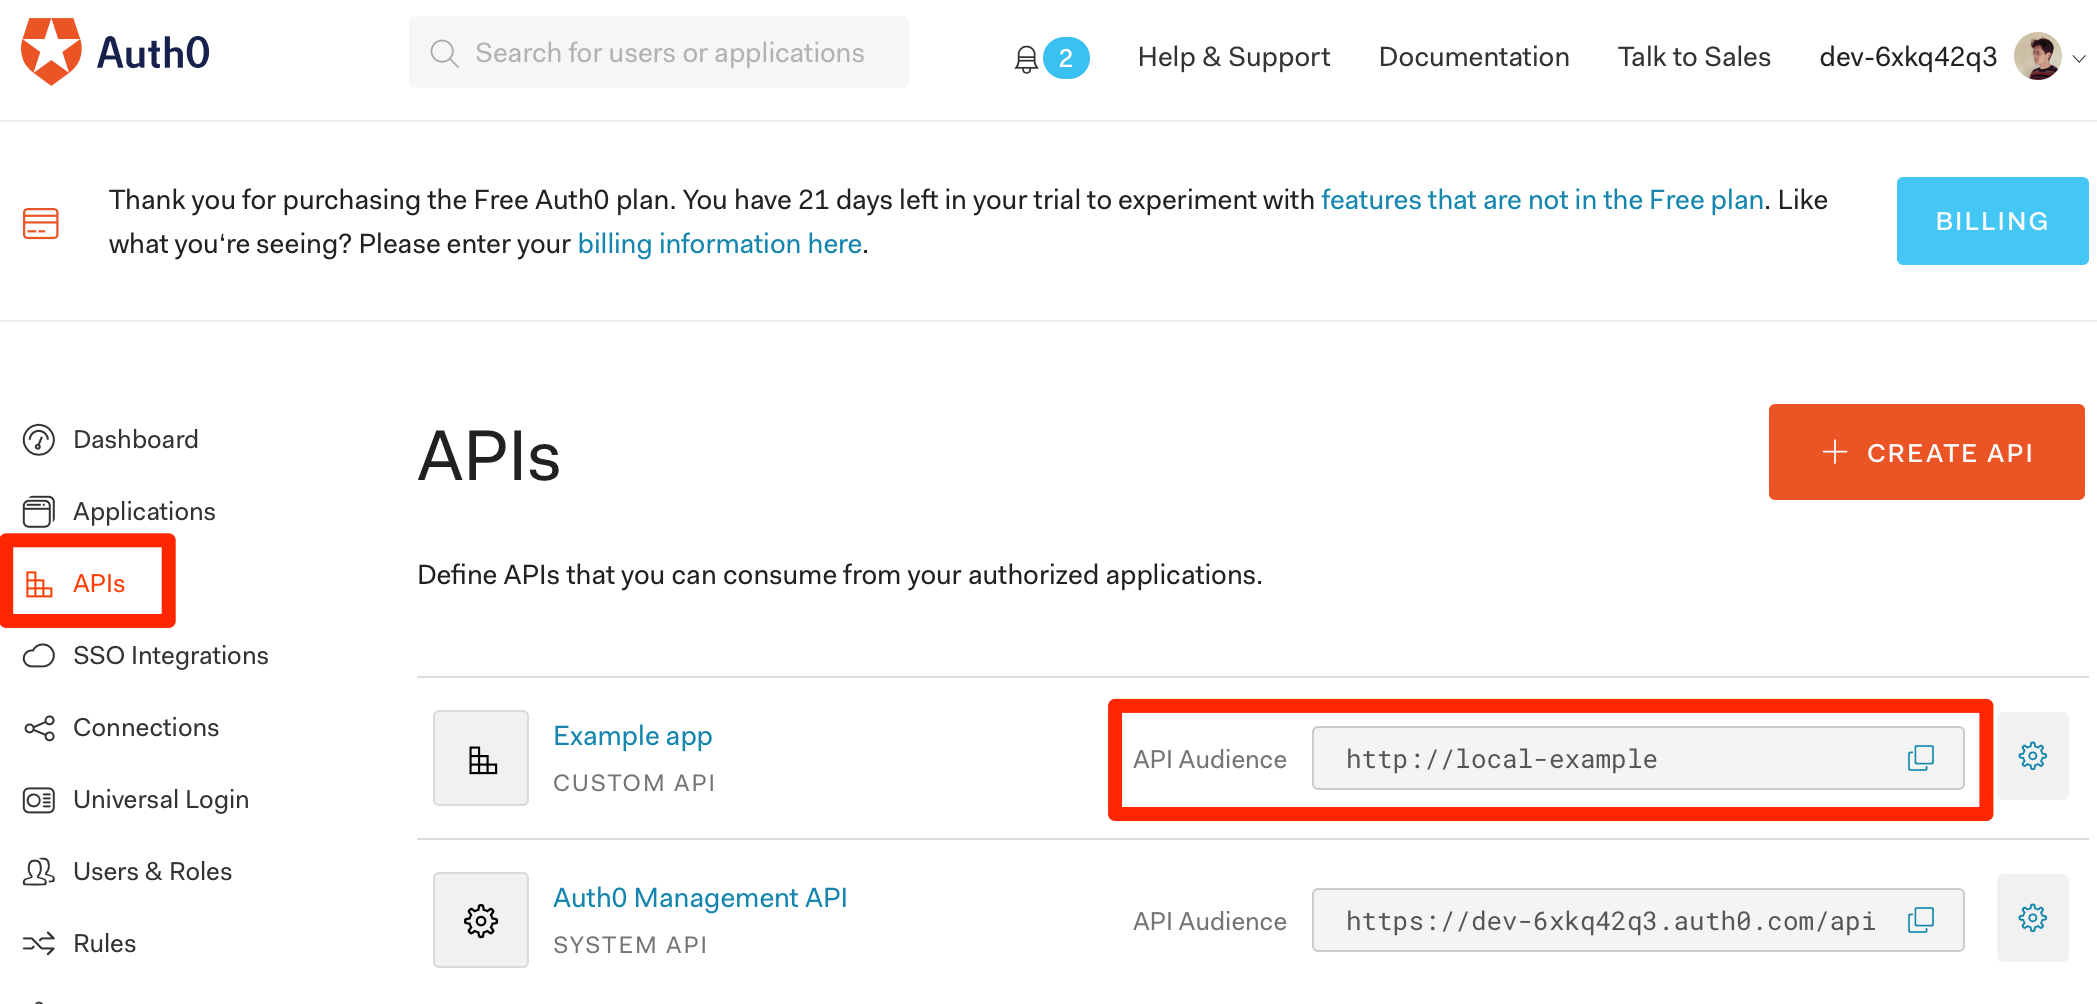 Auth0
Search for users or applications
2
Help & Support
Documentation
Talk to Sales
dev-6xkq42q3
Thank you for purchasing the Free Auth0 plan. You have 21 days left in your trial to experiment with features that are not in the Free plan. Like
what you‘re seeing? Please enter your billing information here.
BILLING
Dashboard
Applications
APIs
SSO Integrations
Connections
Universal Login
Users & Roles
Rules
APIs
+ CREATE API
Define APIs that you can consume from your authorized applications.
Example app
CUSTOM API
API Audience
http://local-example
Auth0 Management API
SYSTEM API
API Audience
https://dev-6xkq42q3.auth0.com/api